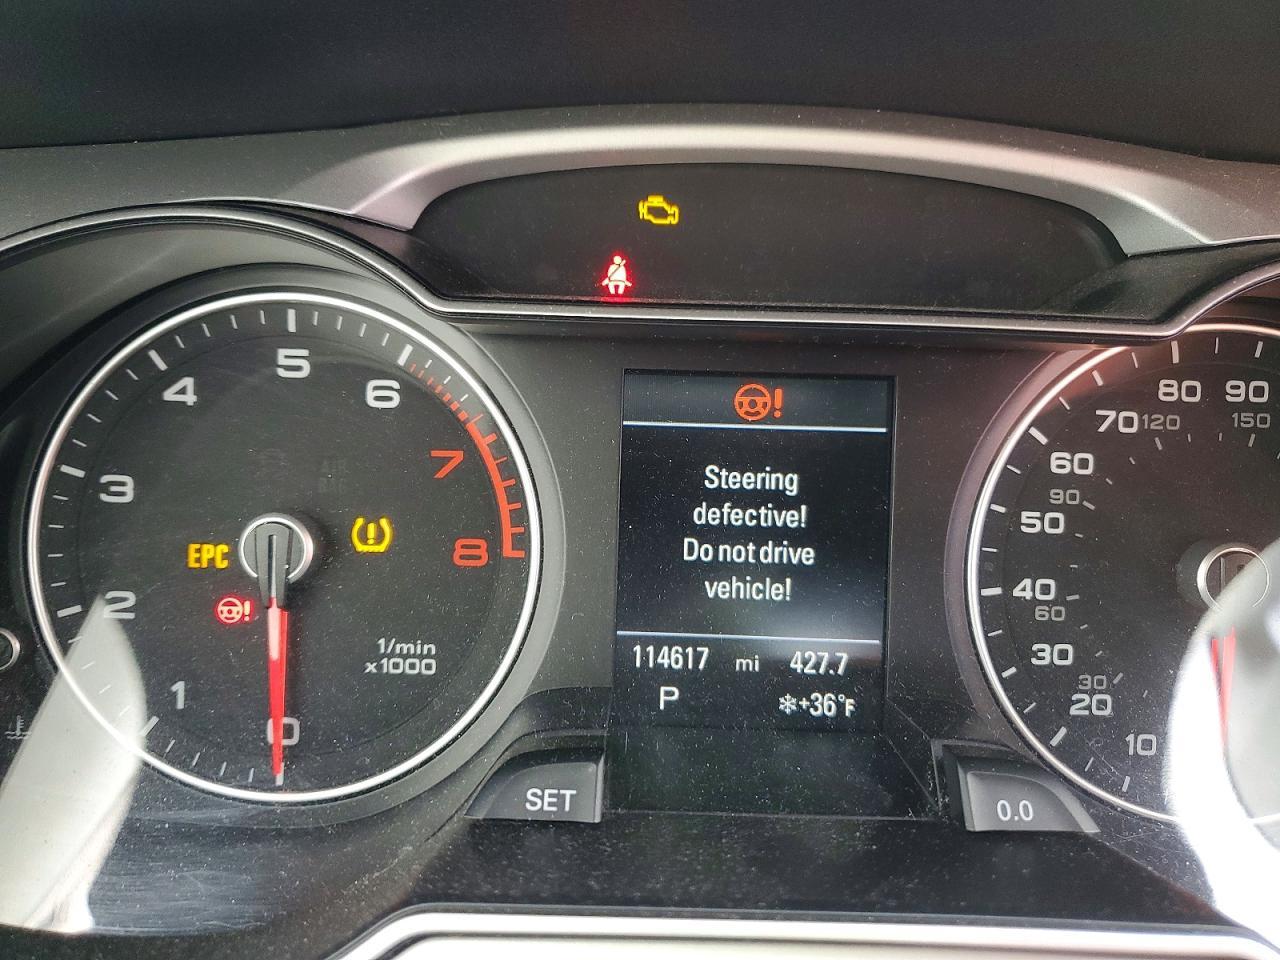 5
4
6
3
7
EPC
8
2
1/min
x1000
1
0
Steering
defective!
Do not drive
vehicle!
114617 mi 427.7
P +36°F
SET
80 90
70 120 150
60
90
50
40
60
30
30
20
10
0.0